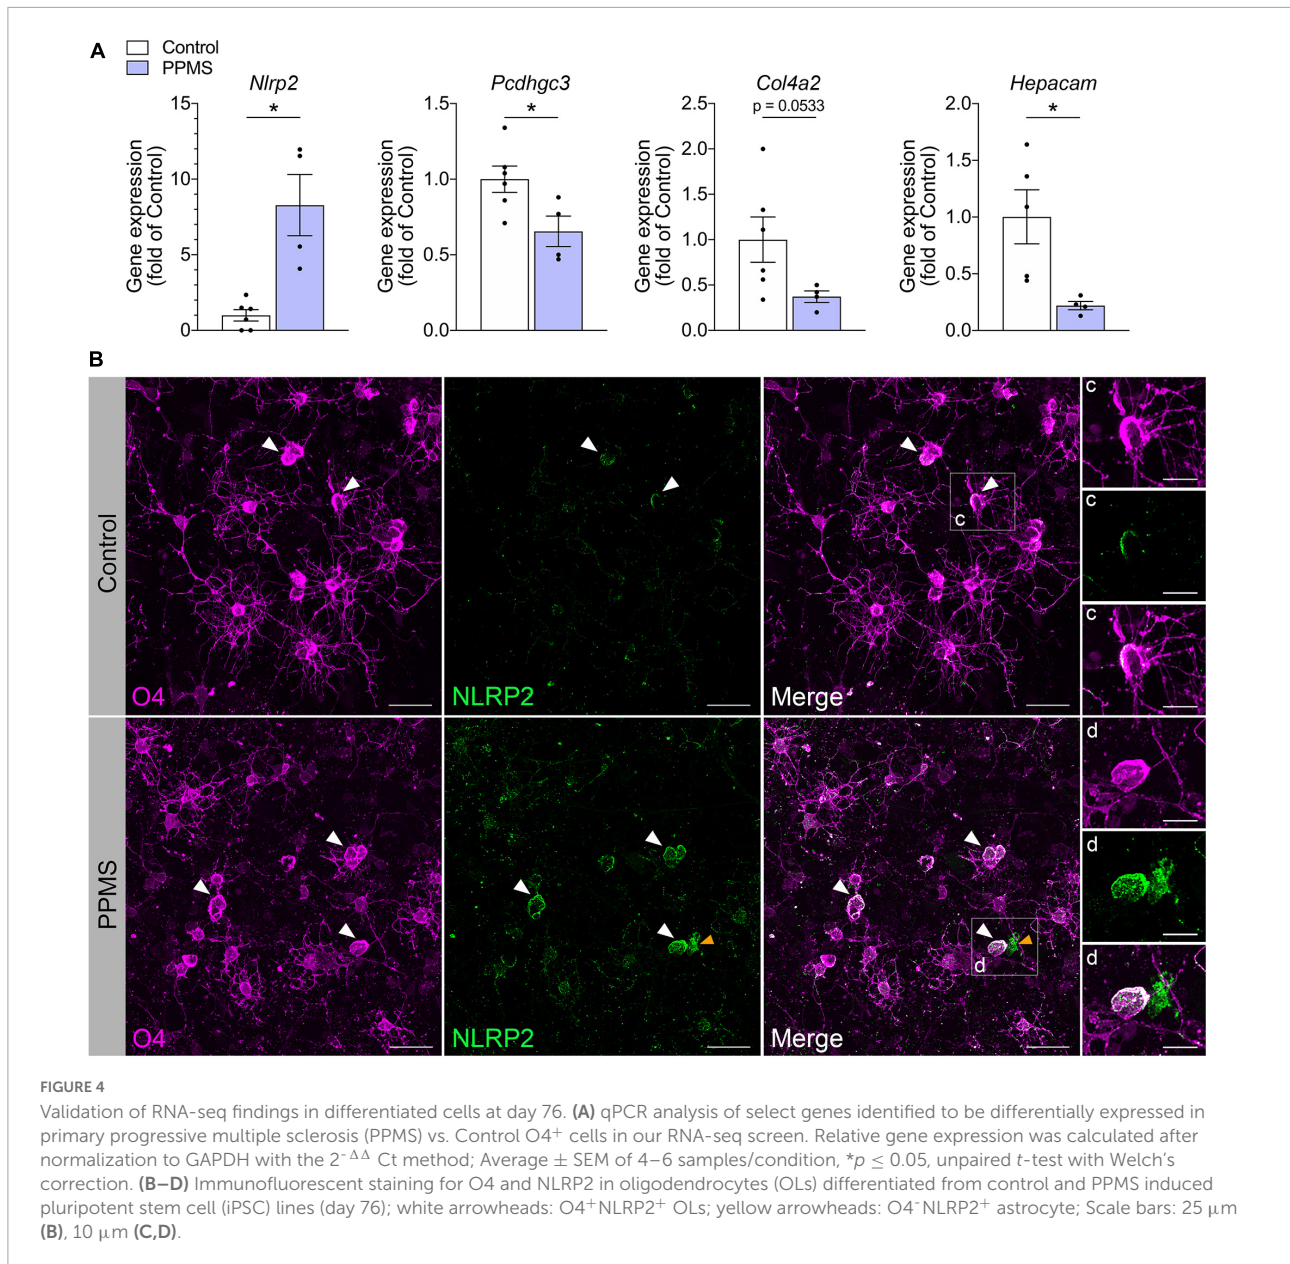 A
Control
PPMS
Nlrp2
Gene expression
(fold of Control)
15
10
5
0
*
Pcdhgc3
Gene expression
(fold of Control)
1.5
1.0
0.5
0.0
*
Col4a2
p = 0.0533
Gene expression
(fold of Control)
2.5
2.0
1.5
1.0
0.5
0.0
Hepacam
Gene expression
(fold of Control)
2.0
1.5
1.0
0.5
0.0
*
B
Control
O4
NLRP2
Merge
c
c
c
c
PPMS
O4
NLRP2
Merge
d
d
d
d
FIGURE 4
Validation of RNA-seq findings in differentiated cells at day 76. (A) qPCR analysis of select genes identified to be differentially expressed in
primary progressive multiple sclerosis (PPMS) vs. Control O4⁺ cells in our RNA-seq screen. Relative gene expression was calculated after
normalization to GAPDH with the 2⁻ᐞᐞ Ct method; Average ± SEM of 4–6 samples/condition, *p ≤ 0.05, unpaired t-test with Welch's
correction. (B–D) Immunofluorescent staining for O4 and NLRP2 in oligodendrocytes (OLs) differentiated from control and PPMS induced
pluripotent stem cell (iPSC) lines (day 76); white arrowheads: O4⁺NLRP2⁺ OLs; yellow arrowheads: O4⁻NLRP2⁺ astrocyte; Scale bars: 25 μm
(B), 10 μm (C,D).